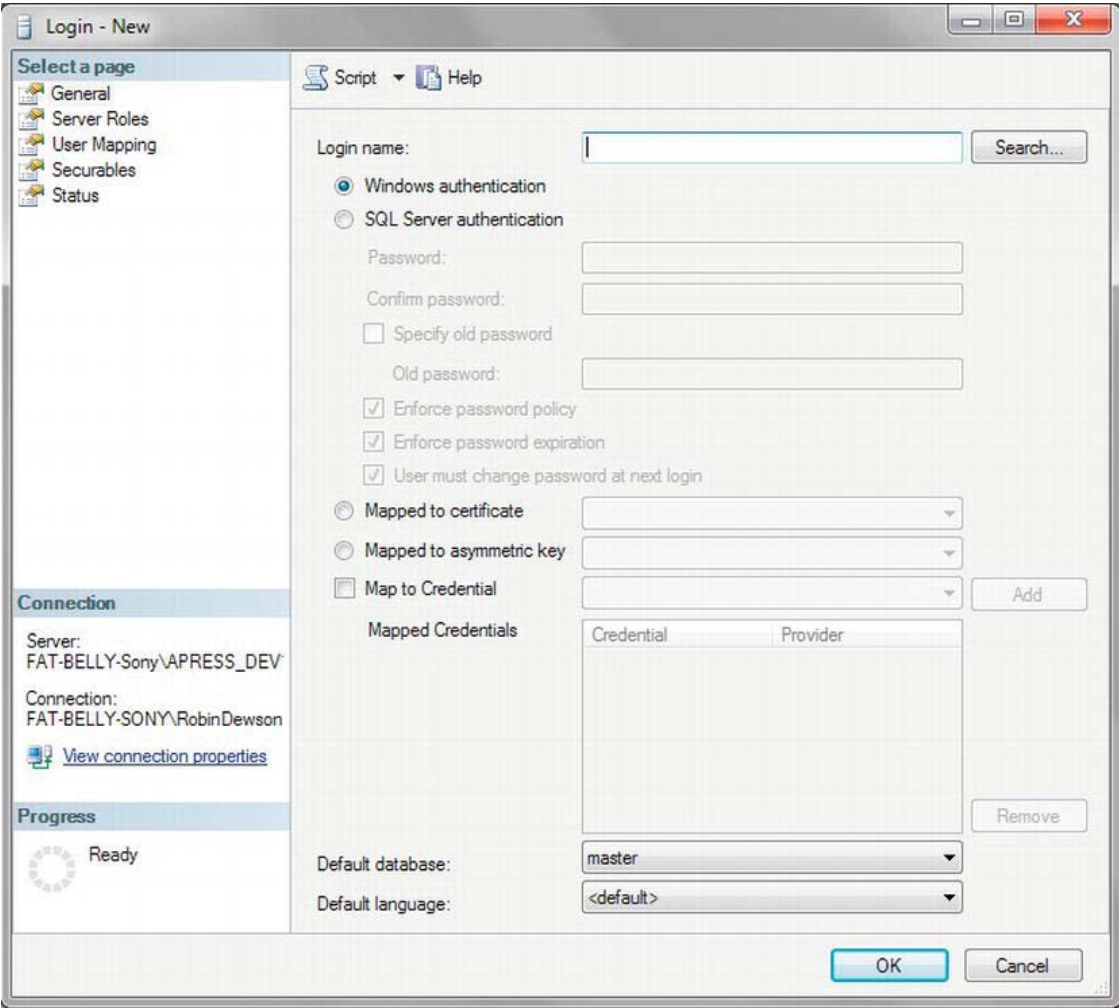 Login - New
Select a page
General
Server Roles
User Mapping
Securables
Status
Connection
Server:
FAT-BELLY-Sony\APRESS_DEV
Connection:
FAT-BELLY-SONY\RobinDewson
View connection properties
Progress
Ready
Script Help
Login name: Search...
Windows authentication
SQL Server authentication
Password:
Confirm password:
Specify old password
Old password:
Enforce password policy
Enforce password expiration
User must change password at next login
Mapped to certificate
Mapped to asymmetric key
Map to Credential Add
Mapped Credentials Credential Provider
Remove
Default database: master
Default language: <default>
OK Cancel